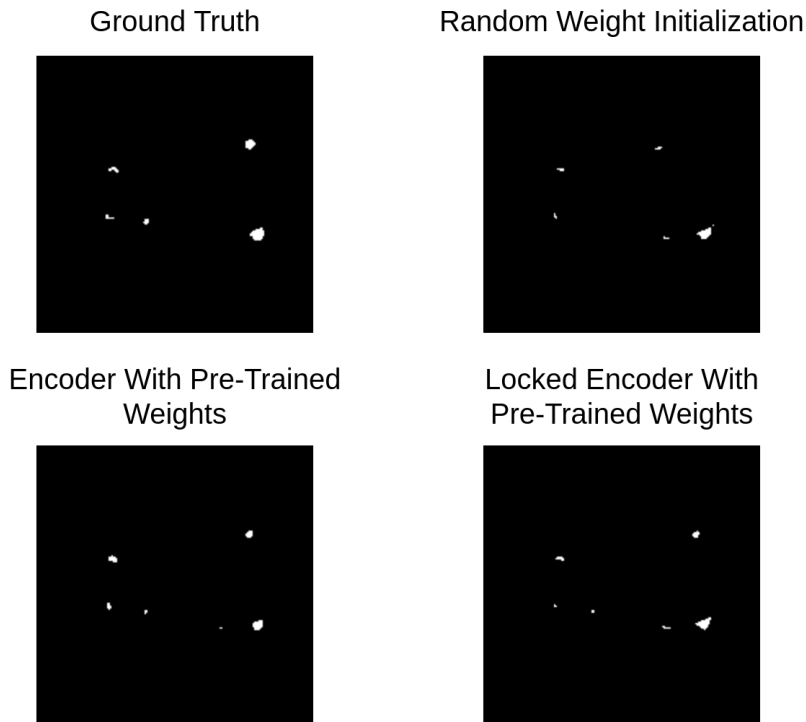 Ground Truth
Random Weight Initialization
Encoder With Pre-Trained
Weights
Locked Encoder With
Pre-Trained Weights